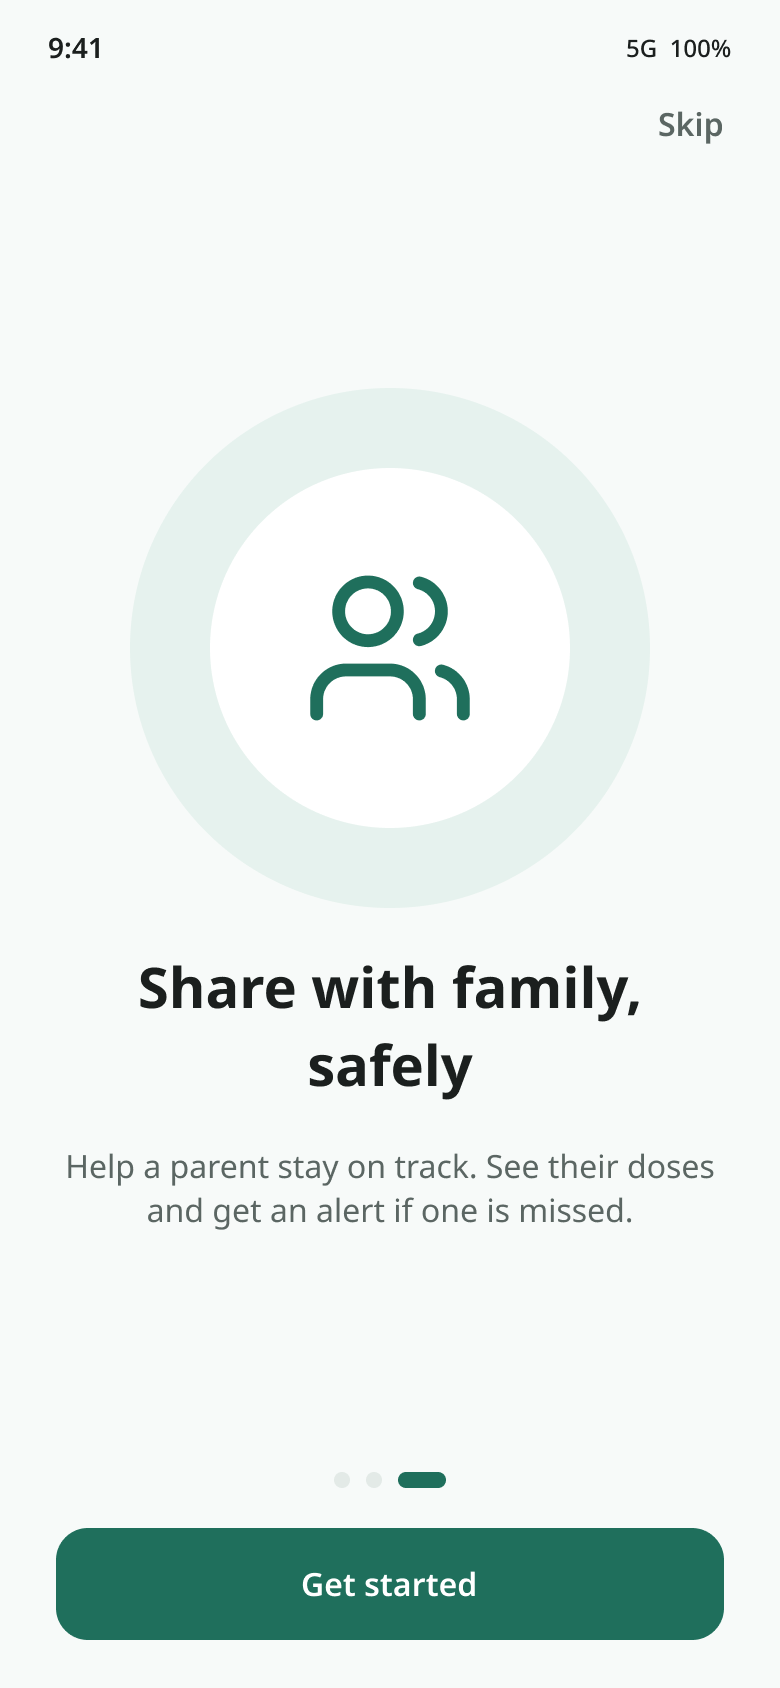 9:41
5G 100%
Skip
Share with family,
safely
Help a parent stay on track. See their doses
and get an alert if one is missed.
Get started